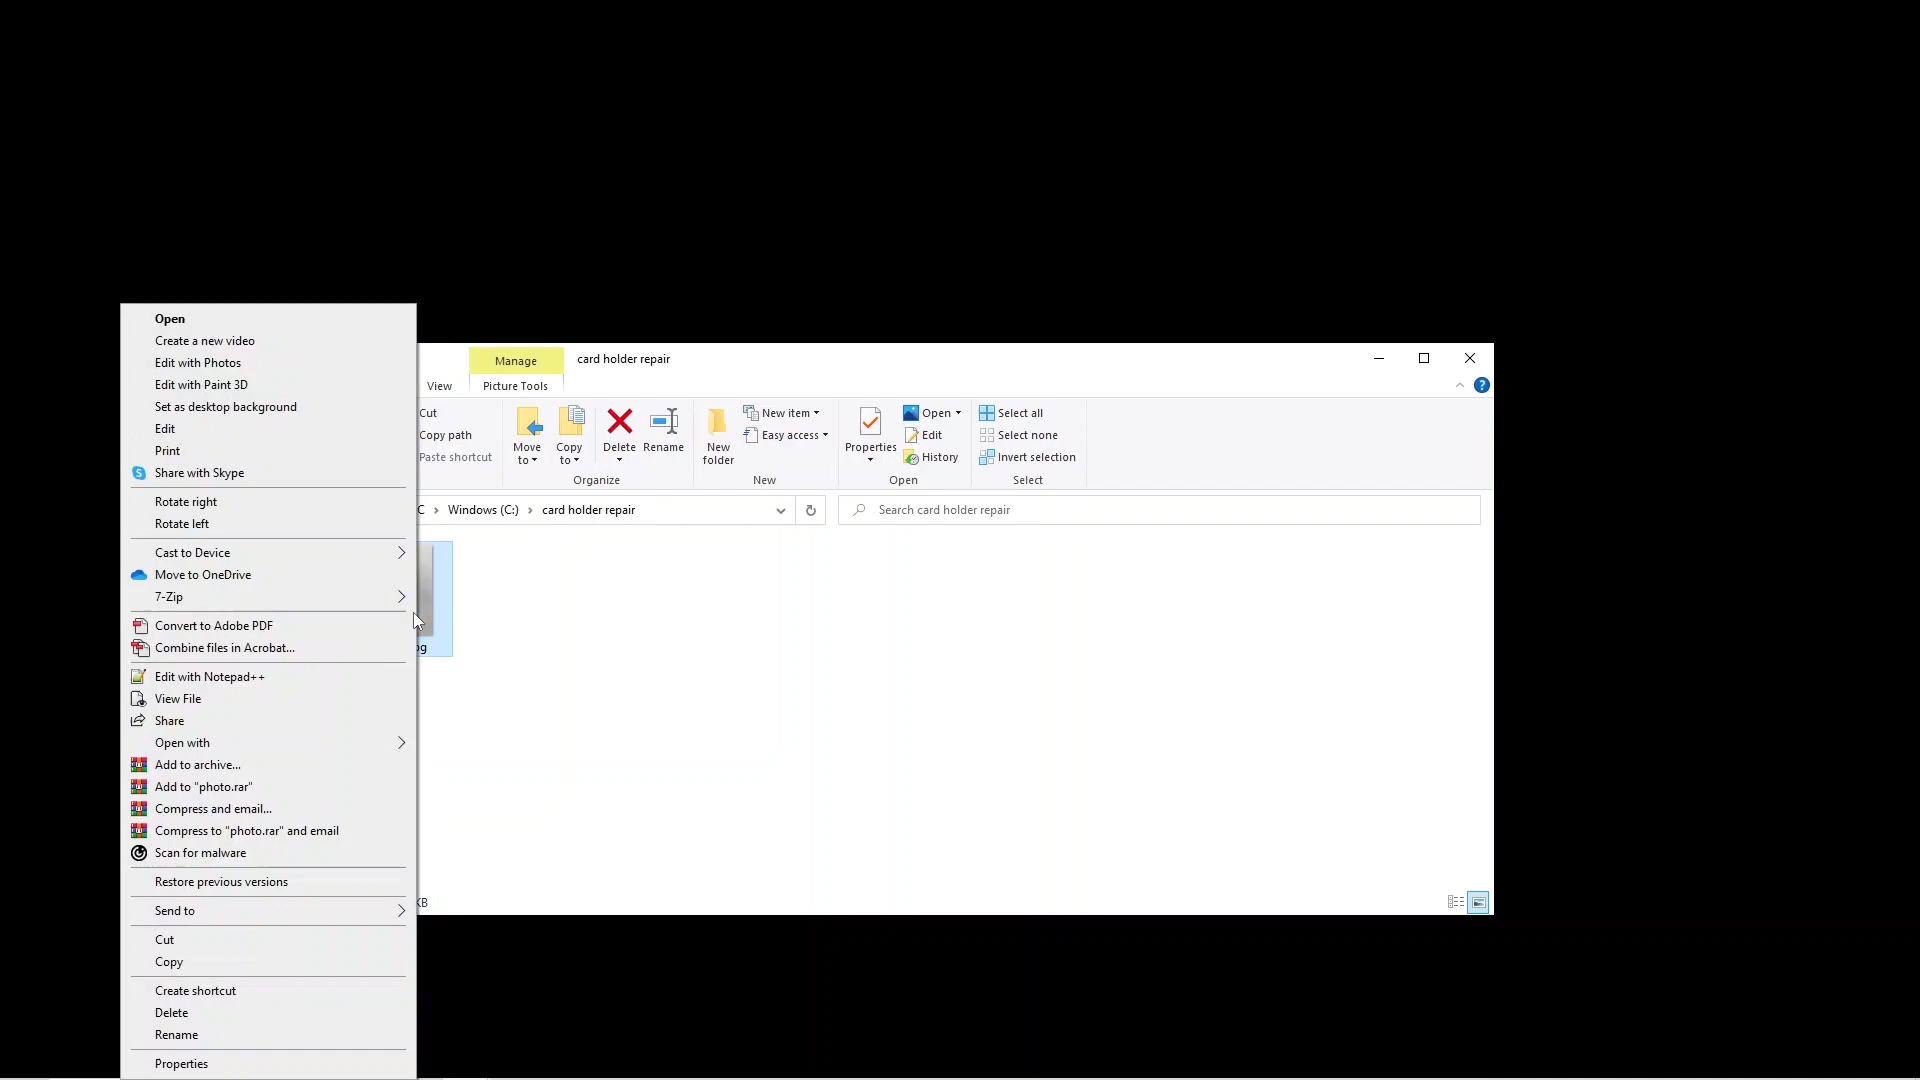 Open
Create a new video
Edit with Photos
Edit with Paint 3D
Set as desktop background
Edit
Print
Share with Skype
Rotate right
Rotate left
Cast to Device
Move to OneDrive
7-Zip
Convert to Adobe PDF
Combine files in Acrobat...
Edit with Notepad++
View File
Share
Open with
Add to archive...
Add to "photo.rar"
Compress and email...
Compress to "photo.rar" and email
Scan for malware
Restore previous versions
Send to
Cut
Copy
Create shortcut
Delete
Rename
Properties
Manage
card holder repair
View
Picture Tools
Cut
Copy path
Paste shortcut
Move to
Copy to
Delete
Rename
Organize
New folder
New item
Easy access
New
Properties
Open
Edit
History
Open
Select all
Select none
Invert selection
Select
C > Windows (C:) > card holder repair
Search card holder repair
KB